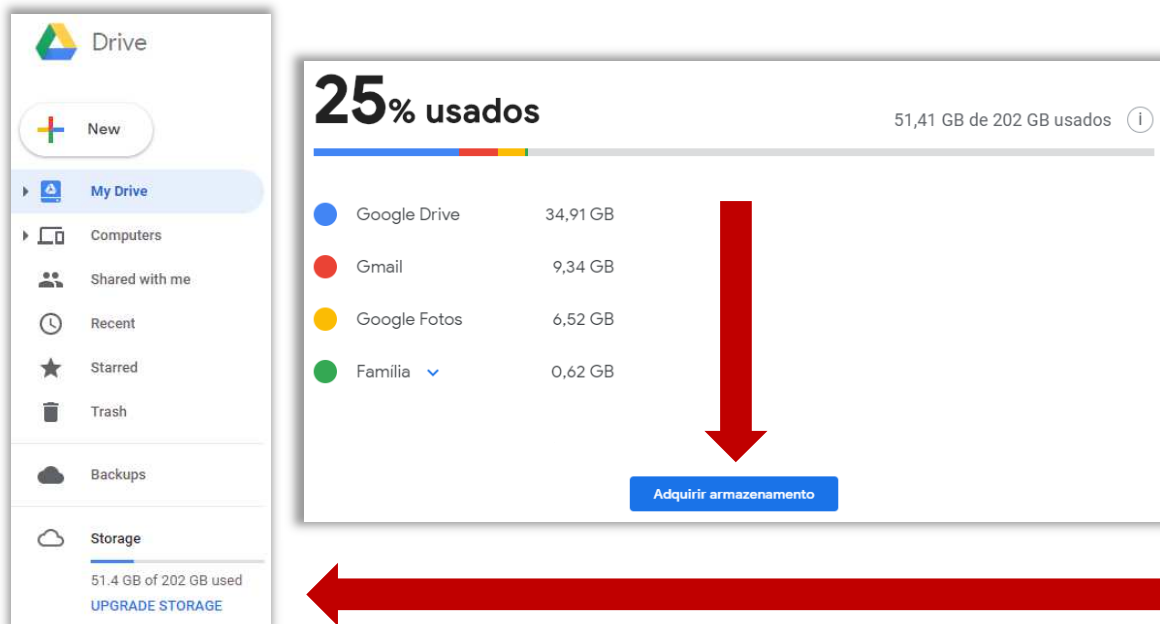 Drive
New
My Drive
Computers
Shared with me
Recent
Starred
Trash
Backups
Storage
51.4 GB of 202 GB used
UPGRADE STORAGE
25% usados
51,41 GB de 202 GB usados i
Google Drive 34,91 GB
Gmail 9,34 GB
Google Fotos 6,52 GB
Família 0,62 GB
Adquirir armazenamento